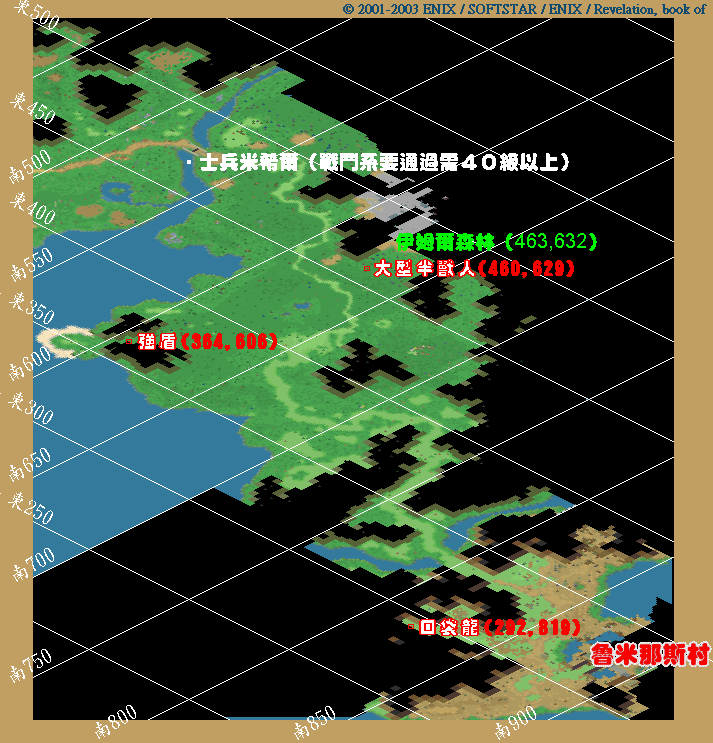 © 2001-2003 ENIX / SOFTSTAR / ENIX / Revelation, book of
東500
東450
士兵米希爾（戰鬥系要通過需４０級以上）
南500
東400
伊姆爾森林（463,632）
南550
大型半獸人(460,629)
東350
強盾(364,606)
南600
東300
南650
東250
南700
回袋龍(292,819)
魯米那斯村
南750
南800
南850
南900